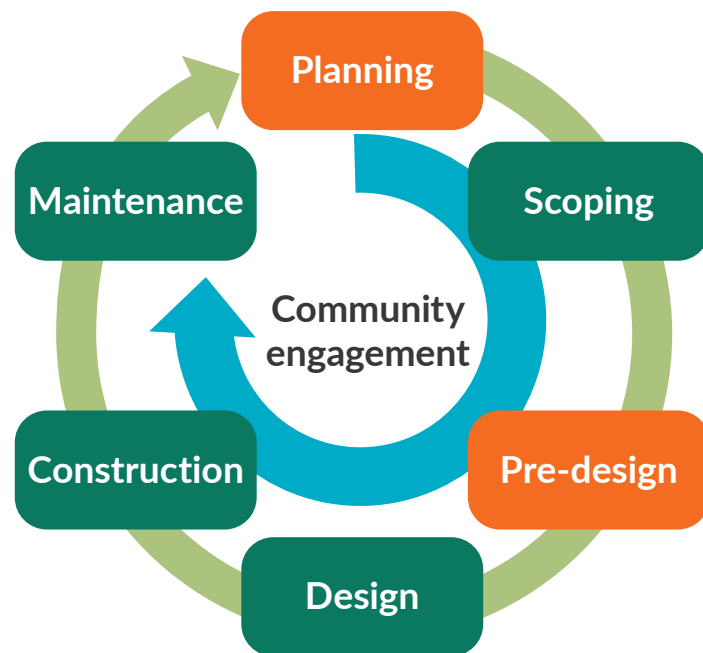 Planning
Scoping
Pre-design
Design
Construction
Maintenance
Community
engagement